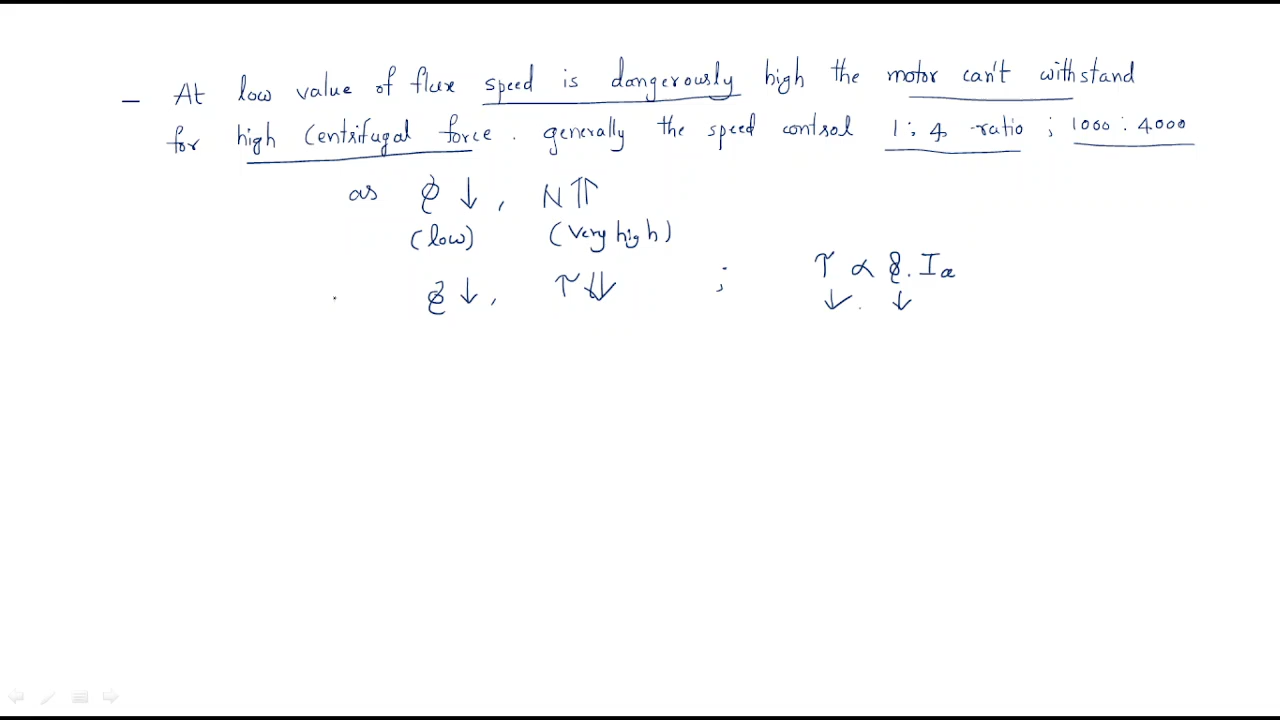 – At low value of flux speed is dangerously high the motor can't withstand
for high centrifugal force. generally the speed control 1:4 ratio ; 1000 : 4000
as φ ↓, N ⇈
(low) (very high)
φ ↓, τ ⇊ ; τ ∝ φ. Ia
↓. ↓